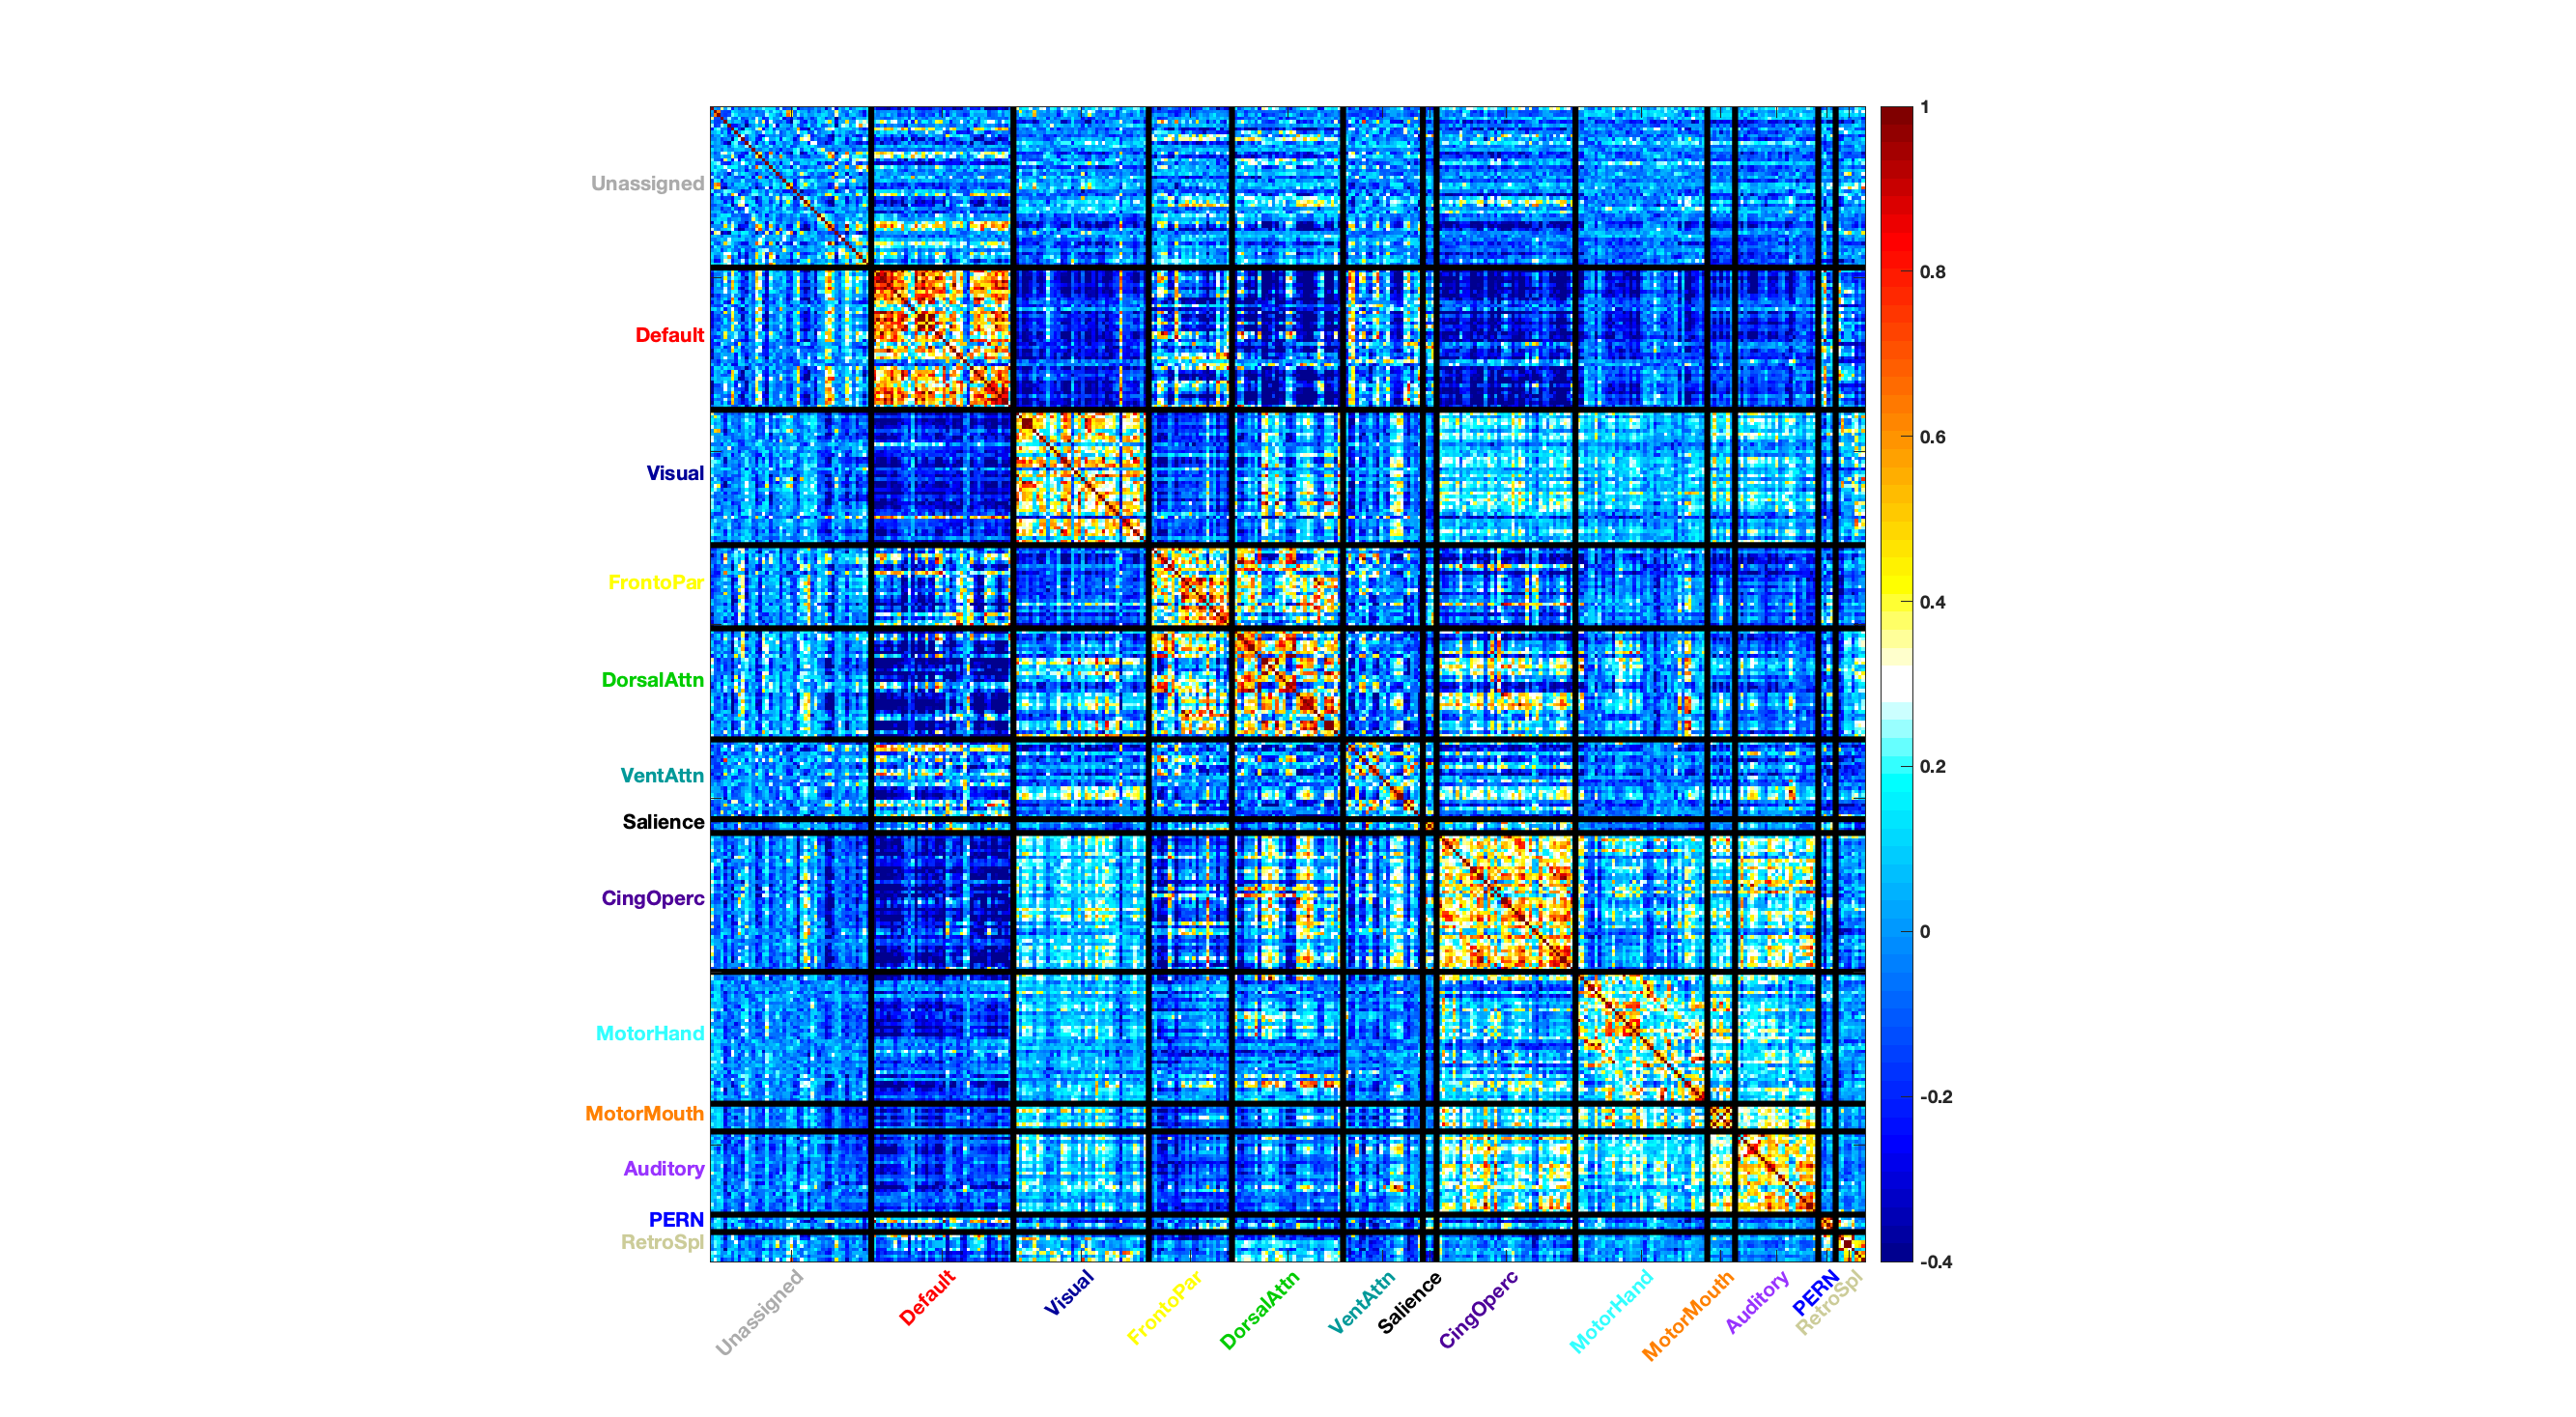 Unassigned
Default
Visual
FrontoPar
DorsalAttn
VentAttn
Salience
CingOperc
MotorHand
MotorMouth
Auditory
PERN
RetroSpl
Unassigned
Default
Visual
FrontoPar
DorsalAttn
VentAttn
Salience
CingOperc
MotorHand
MotorMouth
Auditory
PERN
RetroSpl
1
0.8
0.6
0.4
0.2
0
-0.2
-0.4